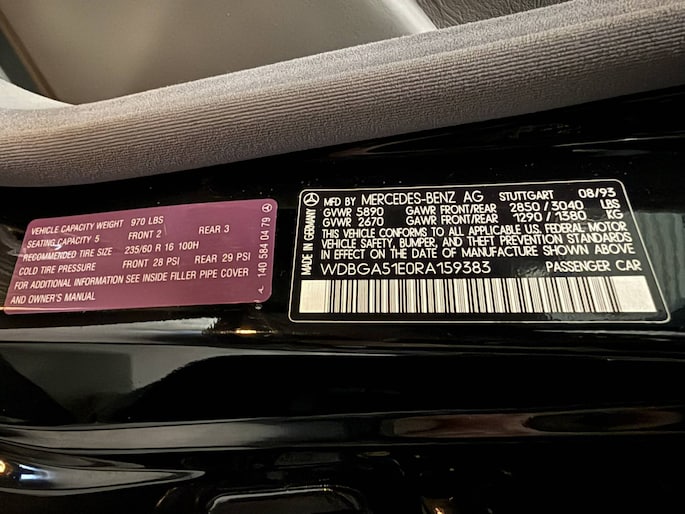 VEHICLE CAPACITY WEIGHT 970 LBS
SEATING CAPACITY 5 FRONT 2 REAR 3
RECOMMENDED TIRE SIZE 235/60 R 16 100H
COLD TIRE PRESSURE FRONT 28 PSI REAR 29 PSI
FOR ADDITIONAL INFORMATION SEE INSIDE FILLER PIPE COVER
AND OWNER'S MANUAL
140 584 04 79
MADE IN GERMANY
MFD BY MERCEDES-BENZ AG STUTTGART 08/93
GVWR 5890 GAWR FRONT/REAR 2850/3040 LBS
GVWR 2670 GAWR FRONT/REAR 1290/1380 KG
THIS VEHICLE CONFORMS TO ALL APPLICABLE U.S. FEDERAL MOTOR
VEHICLE SAFETY, BUMPER, AND THEFT PREVENTION STANDARDS
IN EFFECT ON THE DATE OF MANUFACTURE SHOWN ABOVE
WDBGA51E0RA159383 PASSENGER CAR